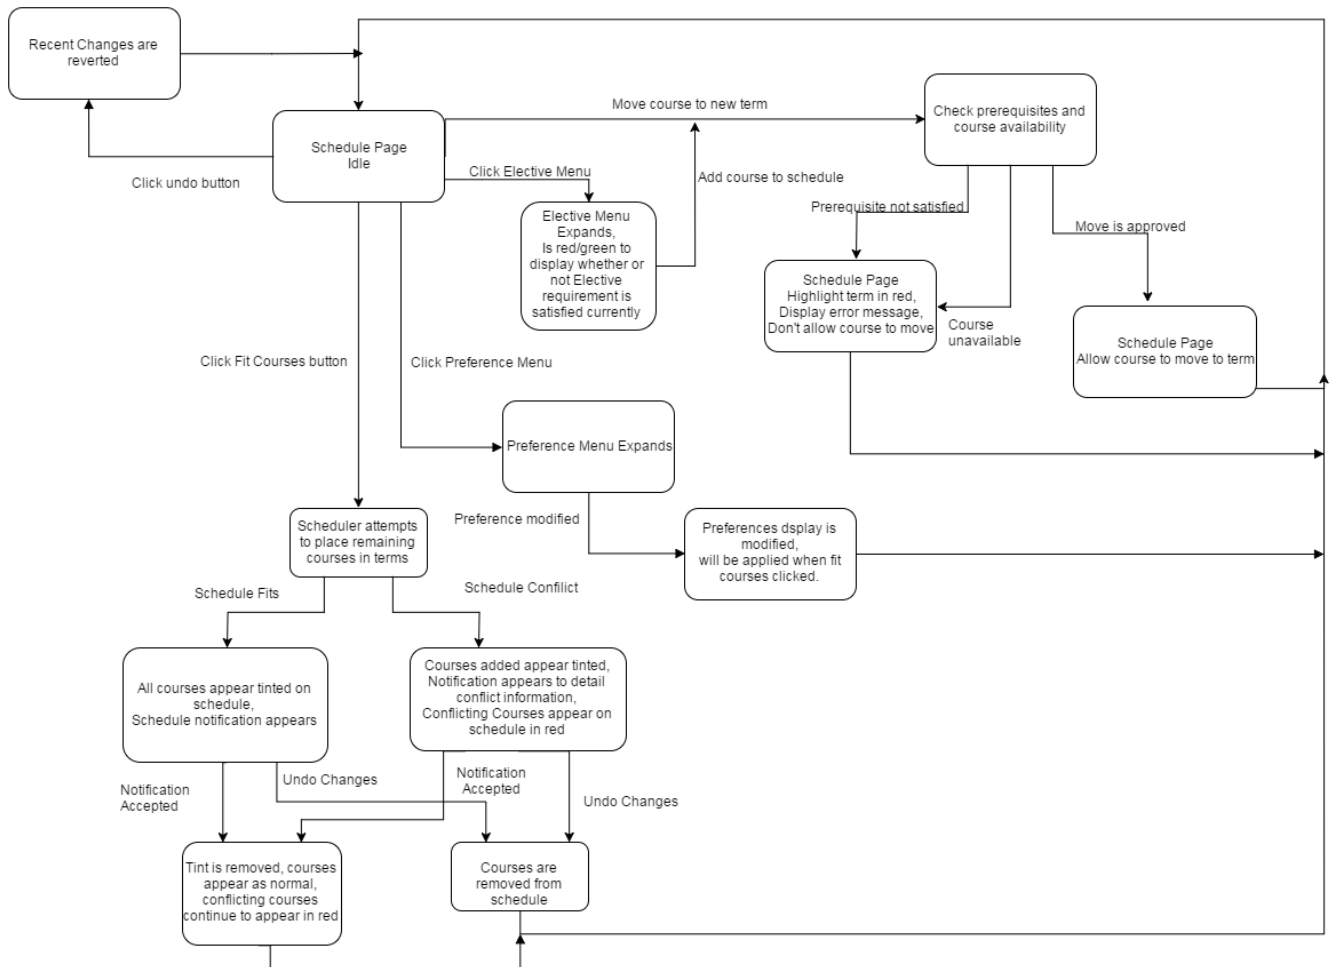 Recent Changes are
reverted
Move course to new term
Check prerequisites and
course availability
Schedule Page
Idle
Click undo button
Click Elective Menu
Add course to schedule
Elective Menu
Expands,
Is red/green to
display whether or
not Elective
requirement is
satisfied currently
Prerequisite not satisfied
Move is approved
Schedule Page
Highlight term in red,
Display error message,
Don't allow course to move
Course
unavailable
Schedule Page
Allow course to move to term
Click Fit Courses button
Click Preference Menu
Preference Menu Expands
Scheduler attempts
to place remaining
courses in terms
Preference modified
Preferences dsplay is
modified,
will be applied when fit
courses clicked.
Schedule Fits
Schedule Confilict
All courses appear tinted on
schedule,
Schedule notification appears
Courses added appear tinted,
Notification appears to detail
conflict information,
Conflicting Courses appear on
schedule in red
Notification
Accepted
Undo Changes
Notification
Accepted
Undo Changes
Tint is removed, courses
appear as normal,
conflicting courses
continue to appear in red
Courses are
removed from
schedule